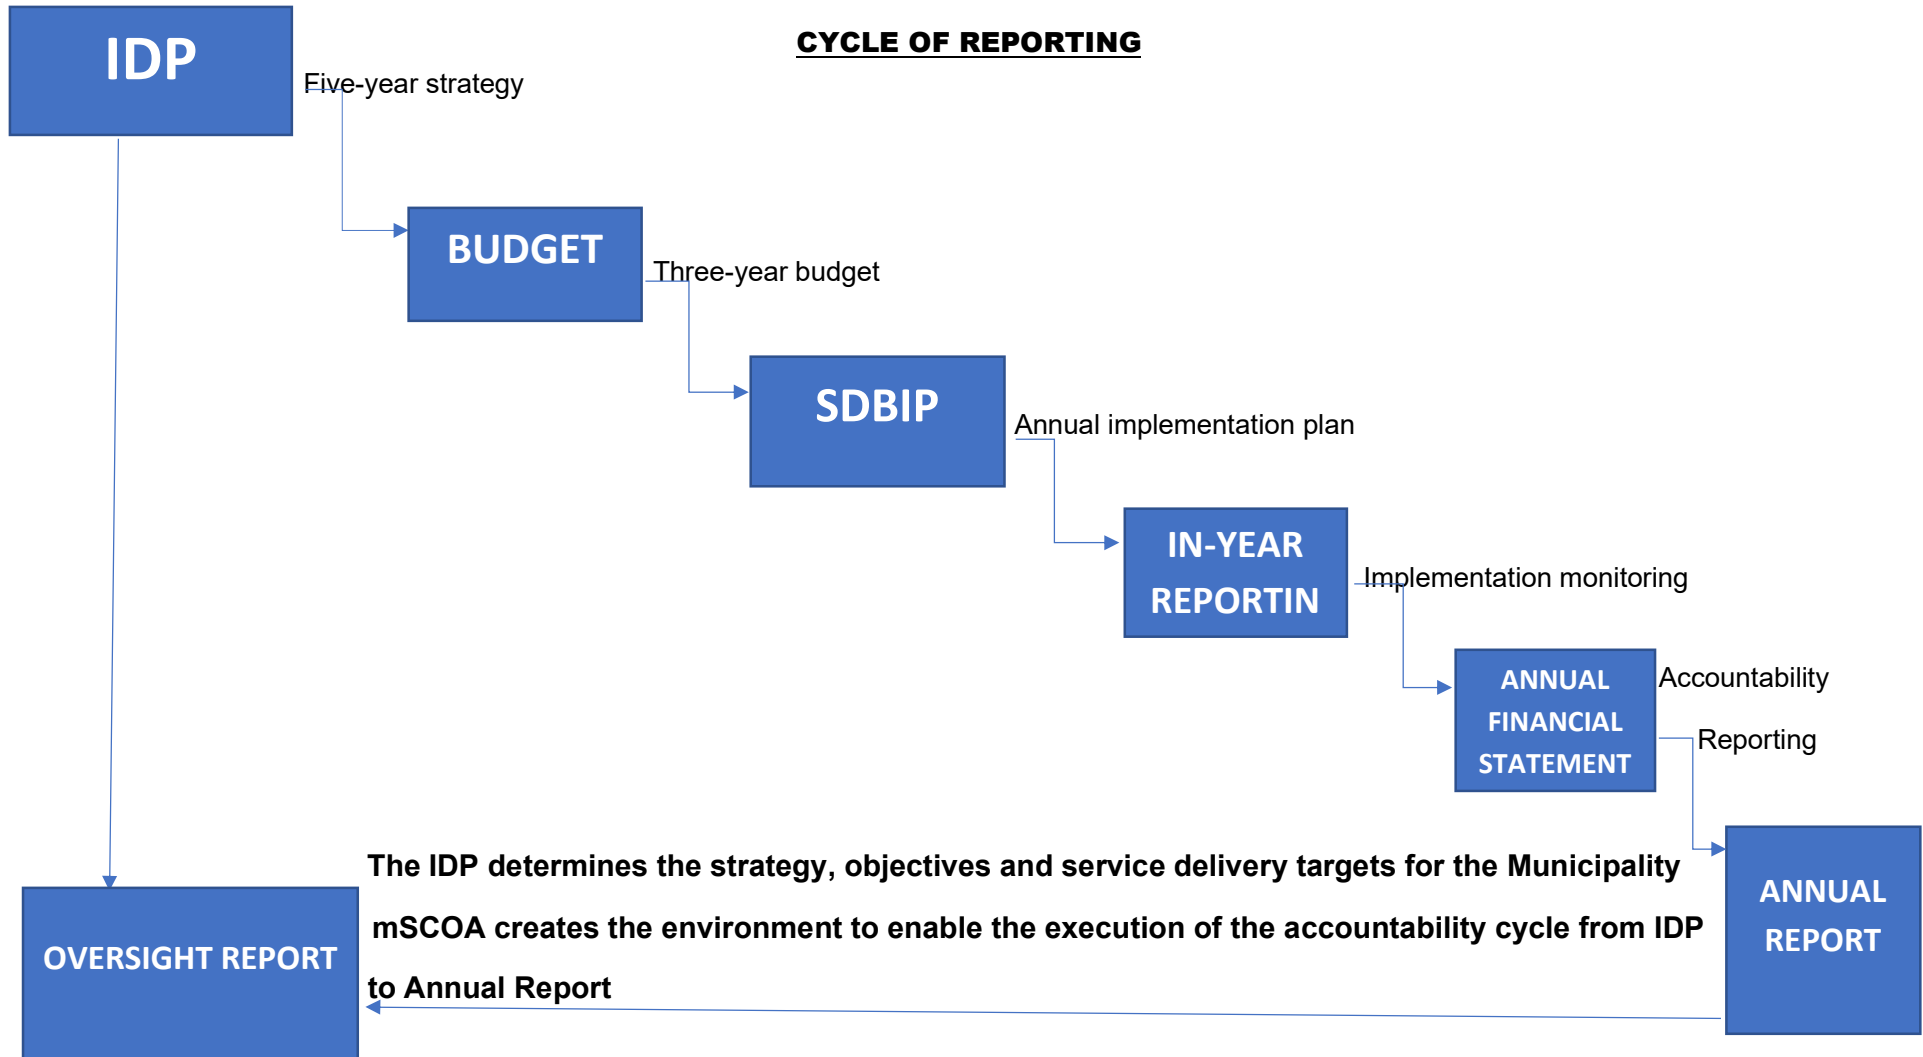 CYCLE OF REPORTING
IDP
Five-year strategy
BUDGET
Three-year budget
SDBIP
Annual implementation plan
IN-YEAR
REPORTIN
Implementation monitoring
ANNUAL
FINANCIAL
STATEMENT
Accountability
Reporting
The IDP determines the strategy, objectives and service delivery targets for the Municipality
mSCOA creates the environment to enable the execution of the accountability cycle from IDP
to Annual Report
ANNUAL
REPORT
OVERSIGHT REPORT